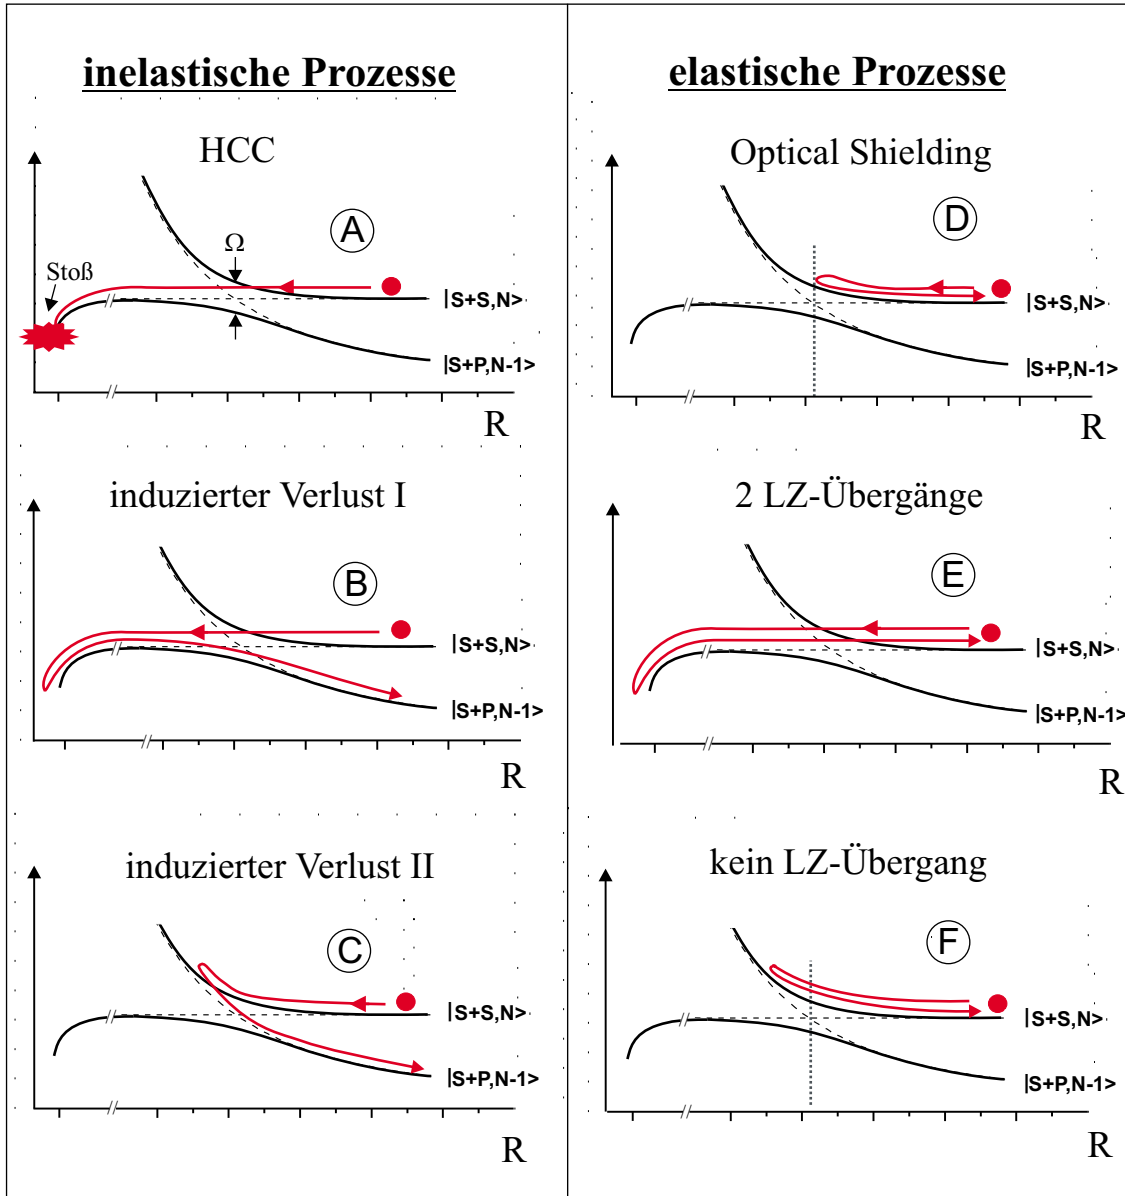 inelastische Prozesse
HCC
A
Ω
Stoß
|S+S,N>
|S+P,N-1>
R
induzierter Verlust I
B
|S+S,N>
|S+P,N-1>
R
induzierter Verlust II
C
|S+S,N>
|S+P,N-1>
R
elastische Prozesse
Optical Shielding
D
|S+S,N>
|S+P,N-1>
R
2 LZ-Übergänge
E
|S+S,N>
|S+P,N-1>
R
kein LZ-Übergang
F
|S+S,N>
|S+P,N-1>
R